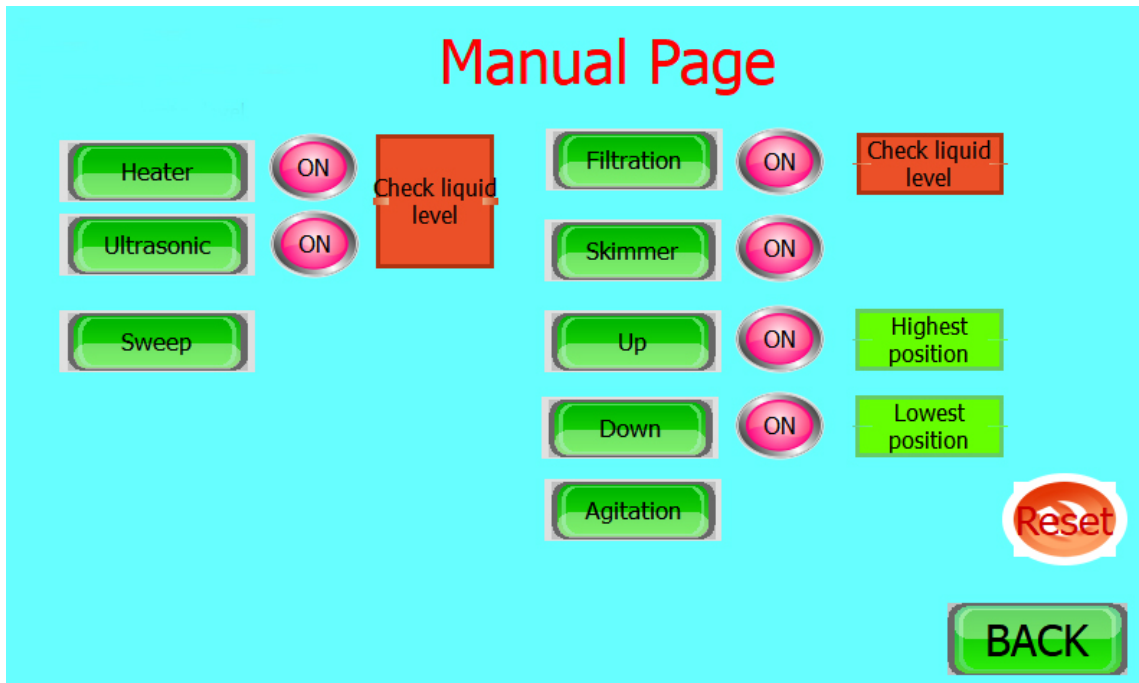 Manual Page
Heater
ON
Check liquid
level
Ultrasonic
ON
Sweep
Filtration
ON
Check liquid
level
Skimmer
ON
Up
ON
Highest
position
Down
ON
Lowest
position
Agitation
Reset
BACK